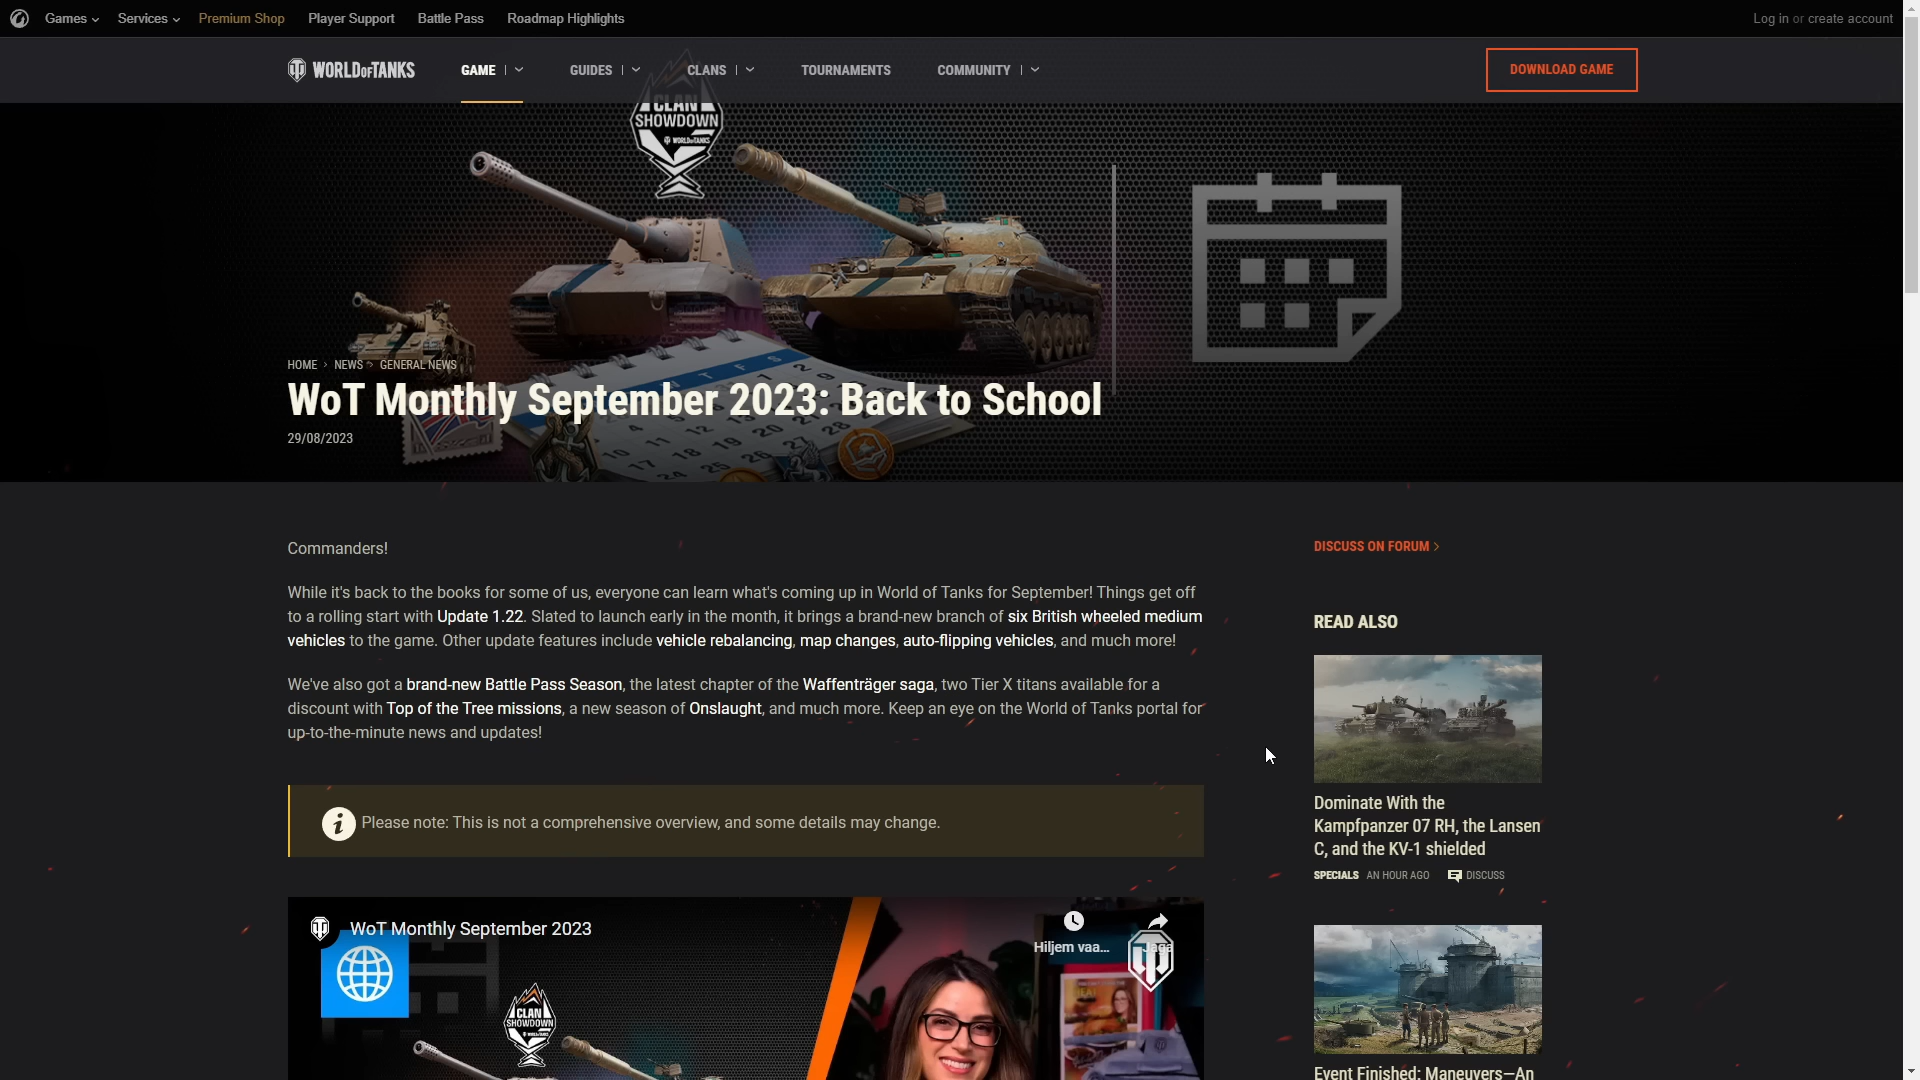 Games
Services
Premium Shop
Player Support
Battle Pass
Roadmap Highlights
Log in or create account
WORLD OF TANKS
GAME
GUIDES
CLANS
TOURNAMENTS
COMMUNITY
DOWNLOAD GAME
CLAN
SHOWDOWN
WORLD OF TANKS
HOME > NEWS > GENERAL NEWS
WoT Monthly September 2023: Back to School
29/08/2023
Commanders!
While it's back to the books for some of us, everyone can learn what's coming up in World of Tanks for September! Things get off
to a rolling start with Update 1.22. Slated to launch early in the month, it brings a brand-new branch of six British wheeled medium
vehicles to the game. Other update features include vehicle rebalancing, map changes, auto-flipping vehicles, and much more!
We've also got a brand-new Battle Pass Season, the latest chapter of the Waffenträger saga, two Tier X titans available for a
discount with Top of the Tree missions, a new season of Onslaught, and much more. Keep an eye on the World of Tanks portal for
up-to-the-minute news and updates!
Please note: This is not a comprehensive overview, and some details may change.
WoT Monthly September 2023
Hiljem vaa...
Jaga
CLAN
SHOWDOWN
DISCUSS ON FORUM >
READ ALSO
Dominate With the
Kampfpanzer 07 RH, the Lansen
C, and the KV-1 shielded
SPECIALS AN HOUR AGO DISCUSS
Event Finished: Maneuvers—An